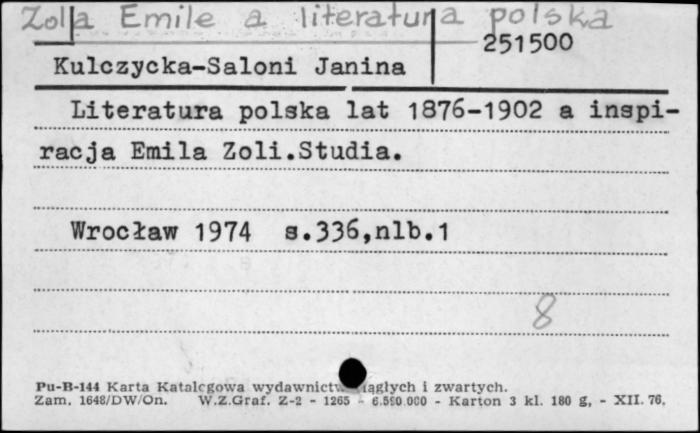 Zola Emile a literatura polska
251500
Kulczycka-Saloni Janina
Literatura polska lat 1876-1902 a inspi-
racja Emila Zoli.Studia.
Wrocław 1974 s.336,nlb.1
8
Pu-B-144 Karta Katalogowa wydawnictw ciągłych i zwartych.
Zam. 1648/DW/On. W.Z.Graf. Z-2 - 1265 - 6.590.000 - Karton 3 kl. 180 g. - XII. 76.